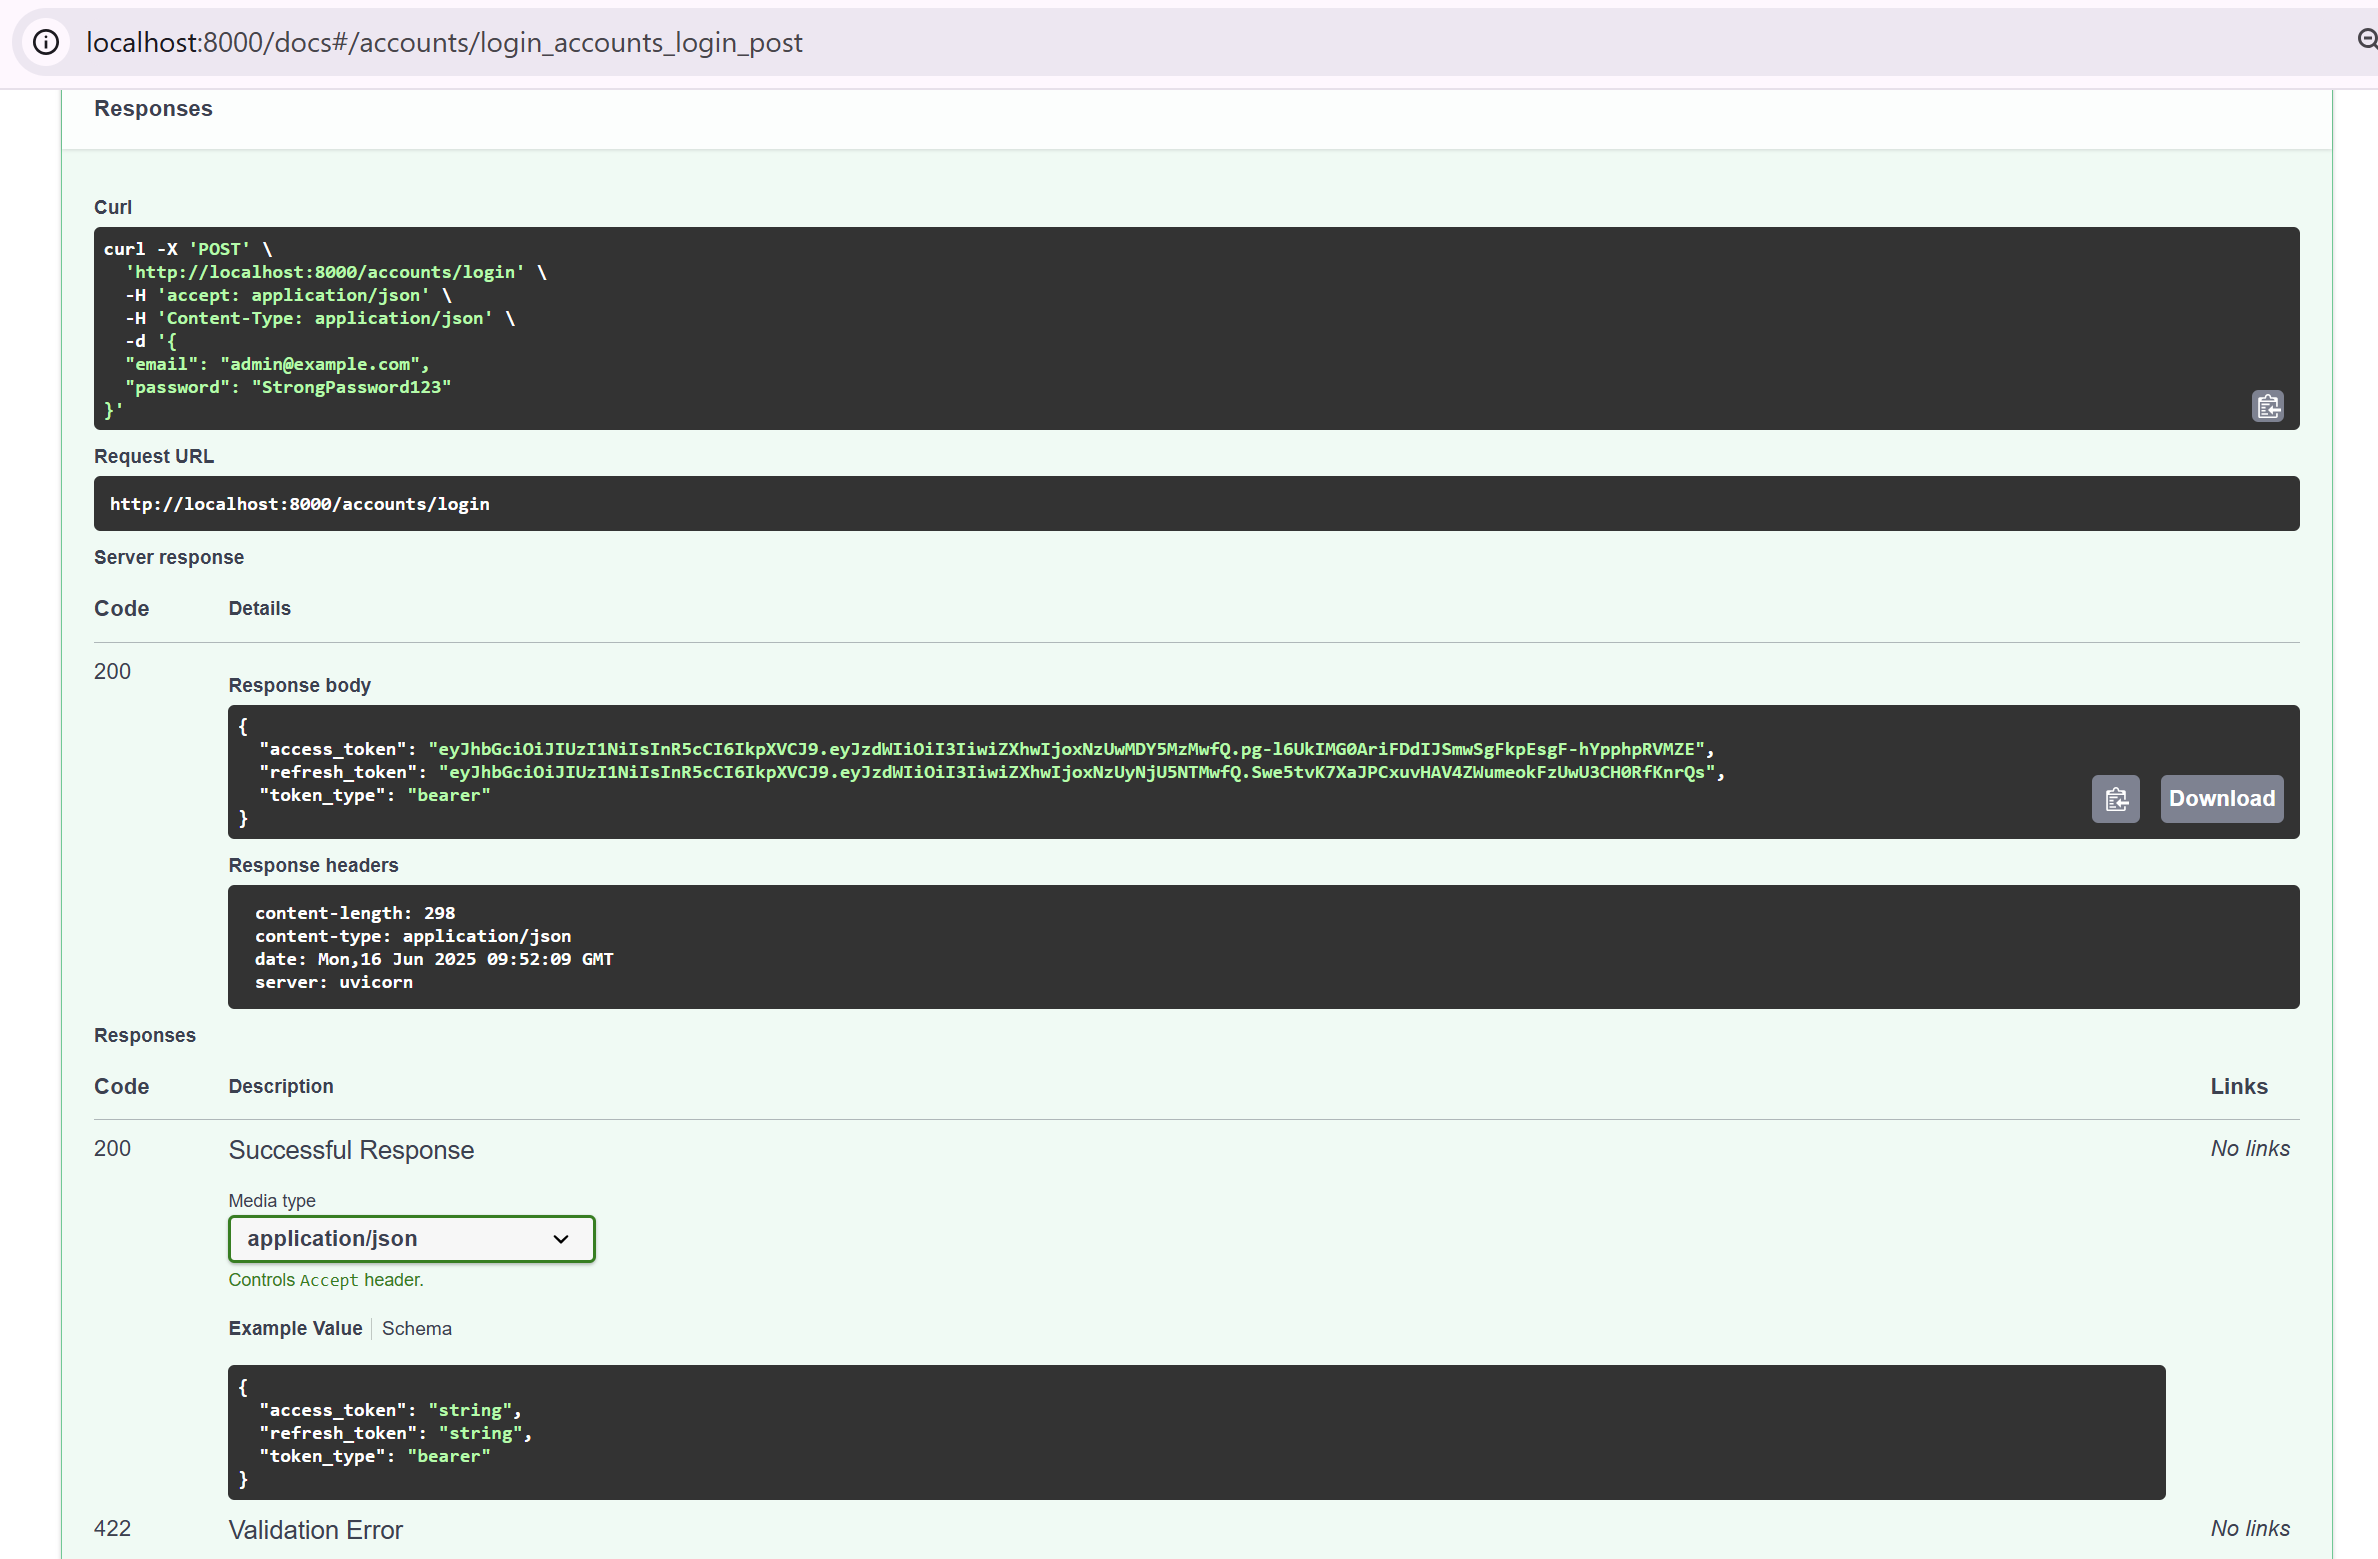 localhost:8000/docs#/accounts/login_accounts_login_post
Responses
Curl
curl -X 'POST' \
'http://localhost:8000/accounts/login' \
-H 'accept: application/json' \
-H 'Content-Type: application/json' \
-d '{
"email": "admin@example.com",
"password": "StrongPassword123"
}'
Request URL
http://localhost:8000/accounts/login
Server response
Code Details
200
Response body
{
"access_token": "eyJhbGciOiJIUzI1NiIsInR5cCI6IkpXVCJ9.eyJzdWIiOiI3IiwiZXhwIjoxNzUwMDY5MzMwfQ.pg-l6UkIMG0AriFDdIJSmwSgFkpEsgF-hYpphpRVMZE",
"refresh_token": "eyJhbGciOiJIUzI1NiIsInR5cCI6IkpXVCJ9.eyJzdWIiOiI3IiwiZXhwIjoxNzUyNjU5NTMwfQ.Swe5tvK7XaJPCxuvHAV4ZWumeokFzUwU3CH0RfKnrQs",
"token_type": "bearer"
}
Download
Response headers
content-length: 298
content-type: application/json
date: Mon,16 Jun 2025 09:52:09 GMT
server: uvicorn
Responses
Code Description Links
200 Successful Response No links
Media type
application/json
Controls Accept header.
Example Value Schema
{
"access_token": "string",
"refresh_token": "string",
"token_type": "bearer"
}
422 Validation Error No links